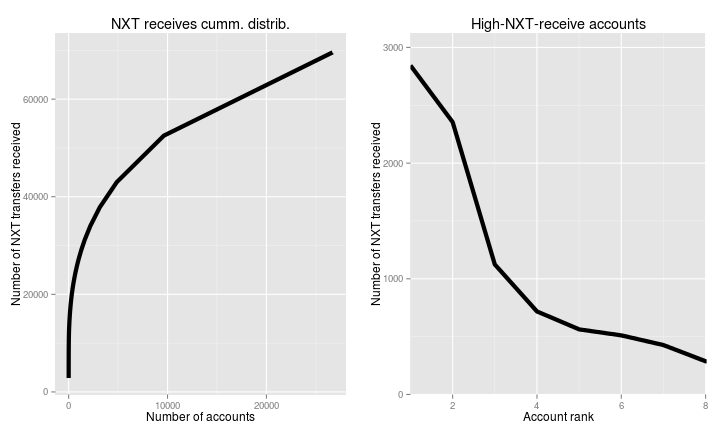 NXT receives cumm. distrib.
Number of NXT transfers received
60000
40000
20000
0
0 10000 20000
Number of accounts
High-NXT-receive accounts
Number of NXT transfers received
3000
2000
1000
0
2 4 6 8
Account rank